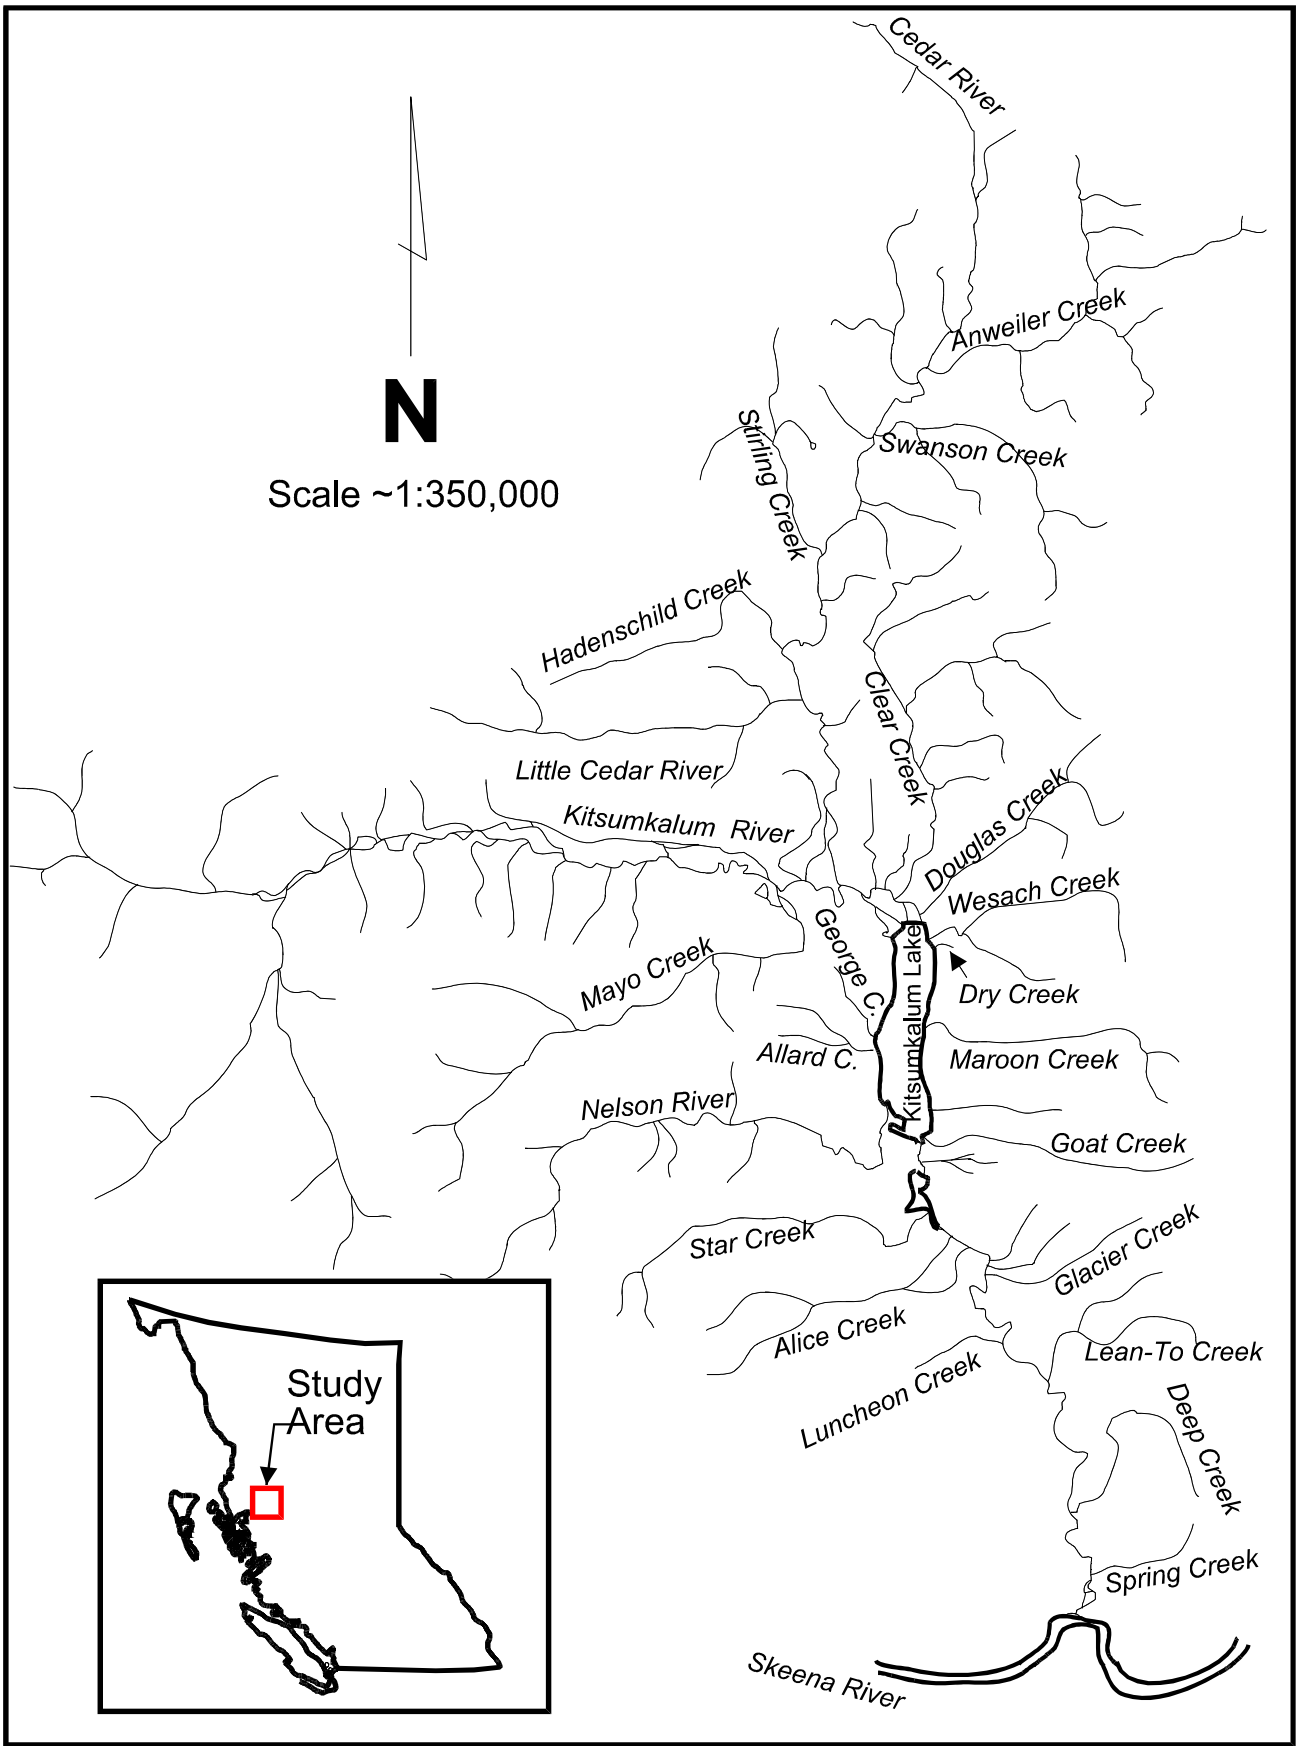 Cedar River
Anweiler Creek
N
Scale ~1:350,000
Stirling Creek
Swanson Creek
Hadenschild Creek
Clear Creek
Little Cedar River
Kitsumkalum River
Douglas Creek
Wesach Creek
George C.
Kitsumkalum Lake
Mayo Creek
Dry Creek
Allard C.
Maroon Creek
Nelson River
Goat Creek
Star Creek
Glacier Creek
Alice Creek
Lean-To Creek
Luncheon Creek
Deep Creek
Study
Area
Spring Creek
Skeena River